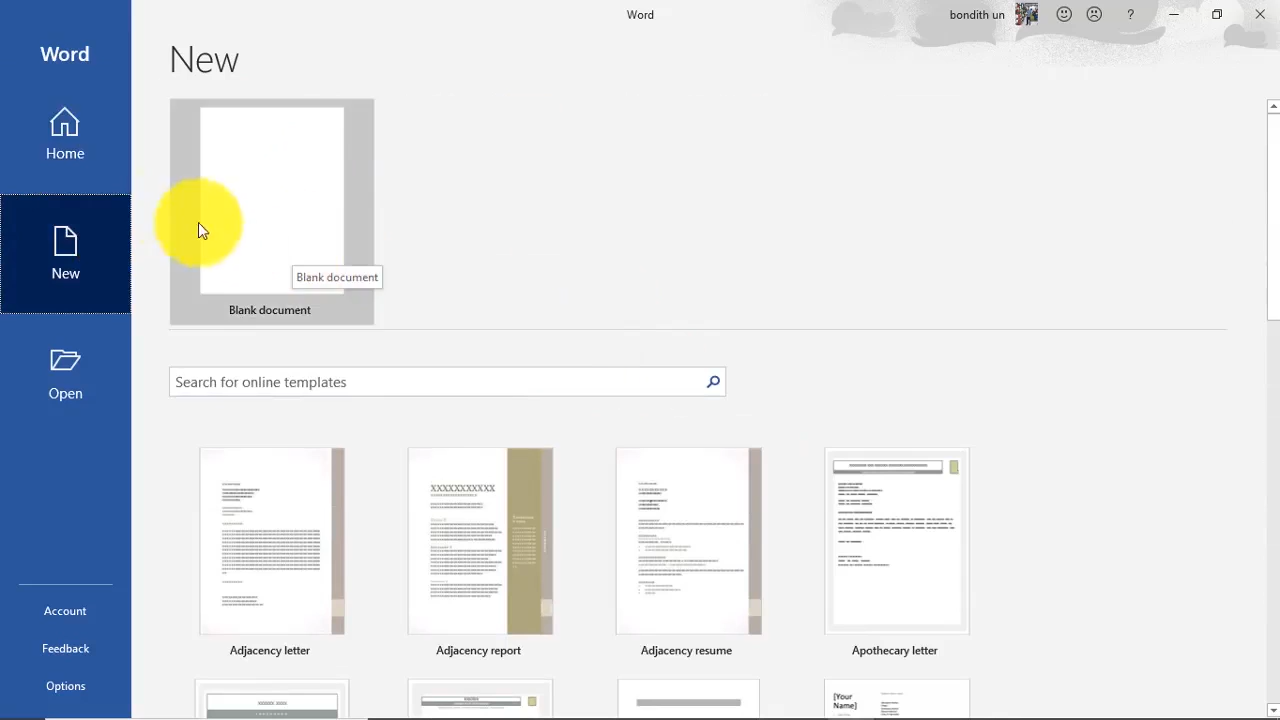 Word
bondith un
?
Word
New
Home
New
Open
Blank document
Blank document
Search for online templates
XXXXXXXXXXX
Adjacency letter
Adjacency report
Adjacency resume
Apothecary letter
[Your
Name]
Account
Feedback
Options